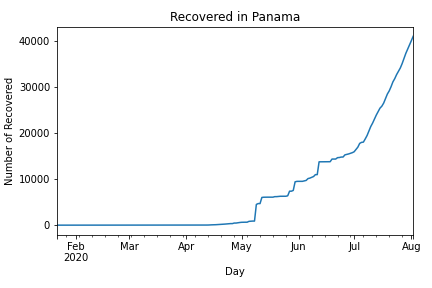 Recovered in Panama
Number of Recovered
40000
30000
20000
10000
0
Feb Mar Apr May Jun Jul Aug
2020
Day